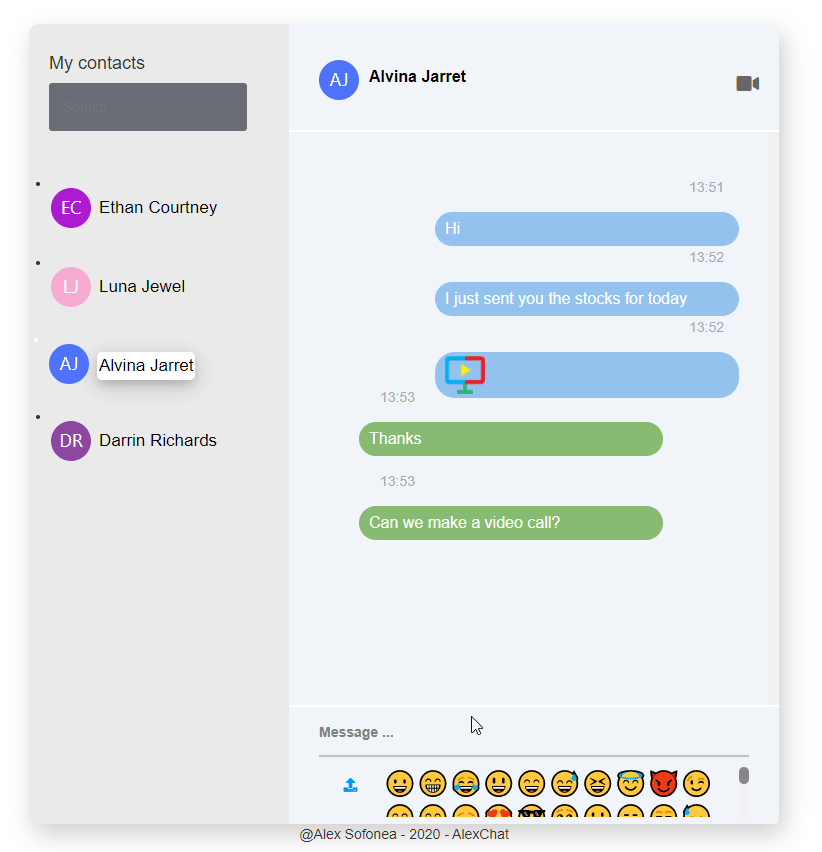 My contacts
Search...
EC Ethan Courtney
LJ Luna Jewel
AJ Alvina Jarret
DR Darrin Richards
AJ Alvina Jarret
13:51
Hi
13:52
I just sent you the stocks for today
13:52
13:53
Thanks
13:53
Can we make a video call?
Message ...
@Alex Sofonea - 2020 - AlexChat